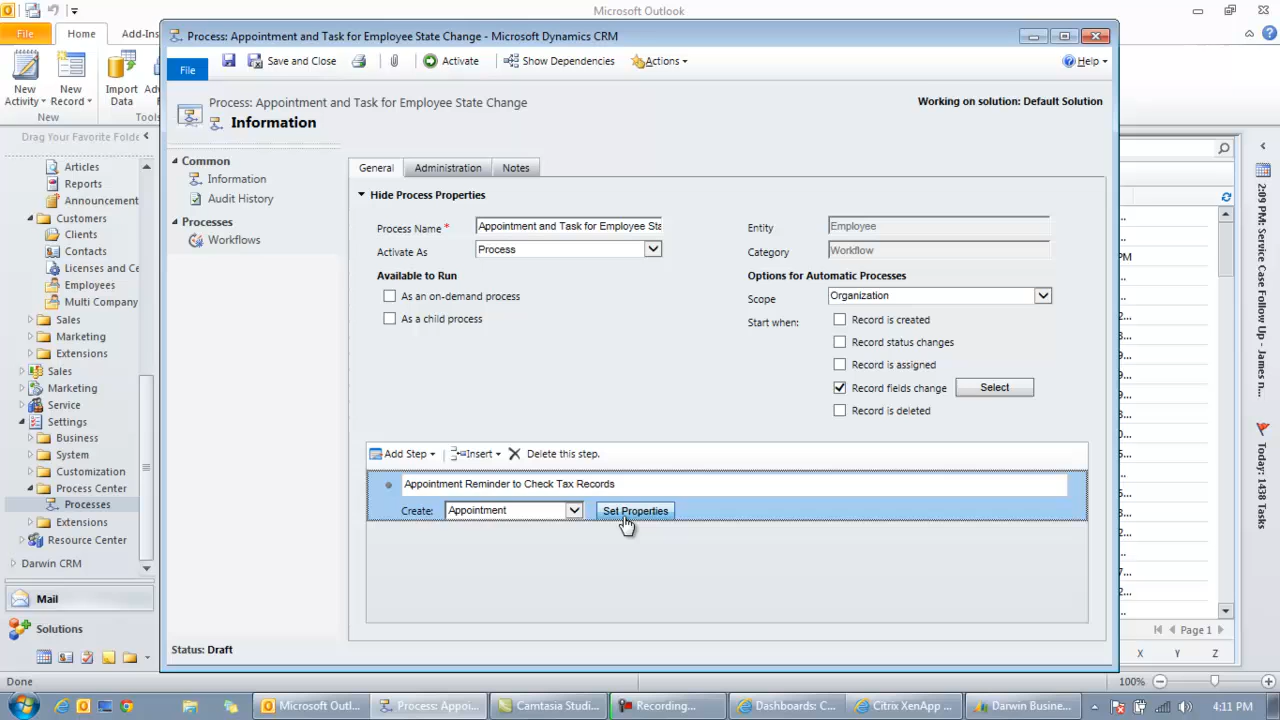 Microsoft Outlook
File
Home
Add-Ins
New Activity
New Record
Import Data
New
Tools
Drag Your Favorite Folde
Articles
Reports
Announcement
Customers
Clients
Contacts
Licenses and Ce
Employees
Multi Company
Sales
Marketing
Extensions
Sales
Marketing
Service
Settings
Business
System
Customization
Process Center
Processes
Extensions
Resource Center
Darwin CRM
Mail
Solutions
Done
Process: Appointment and Task for Employee State Change - Microsoft Dynamics CRM
File
Save and Close
Activate
Show Dependencies
Actions
Help
Process: Appointment and Task for Employee State Change
Information
Working on solution: Default Solution
Common
Information
Audit History
Processes
Workflows
General
Administration
Notes
Hide Process Properties
Process Name *
Appointment and Task for Employee Sta
Activate As
Process
Available to Run
As an on-demand process
As a child process
Entity
Employee
Category
Workflow
Options for Automatic Processes
Scope
Organization
Start when:
Record is created
Record status changes
Record is assigned
Record fields change
Select
Record is deleted
Add Step
Insert
Delete this step.
Appointment Reminder to Check Tax Records
Create:
Appointment
Set Properties
Status: Draft
2:09 PM Service Case Follow Up - James n...
Today: 1438 Tasks
Page 1
X Y Z
100%
Microsoft Outl...
Process: Appoi...
Camtasia Studi...
Recording...
Dashboards: C...
Citrix XenApp ...
Darwin Busine...
4:11 PM